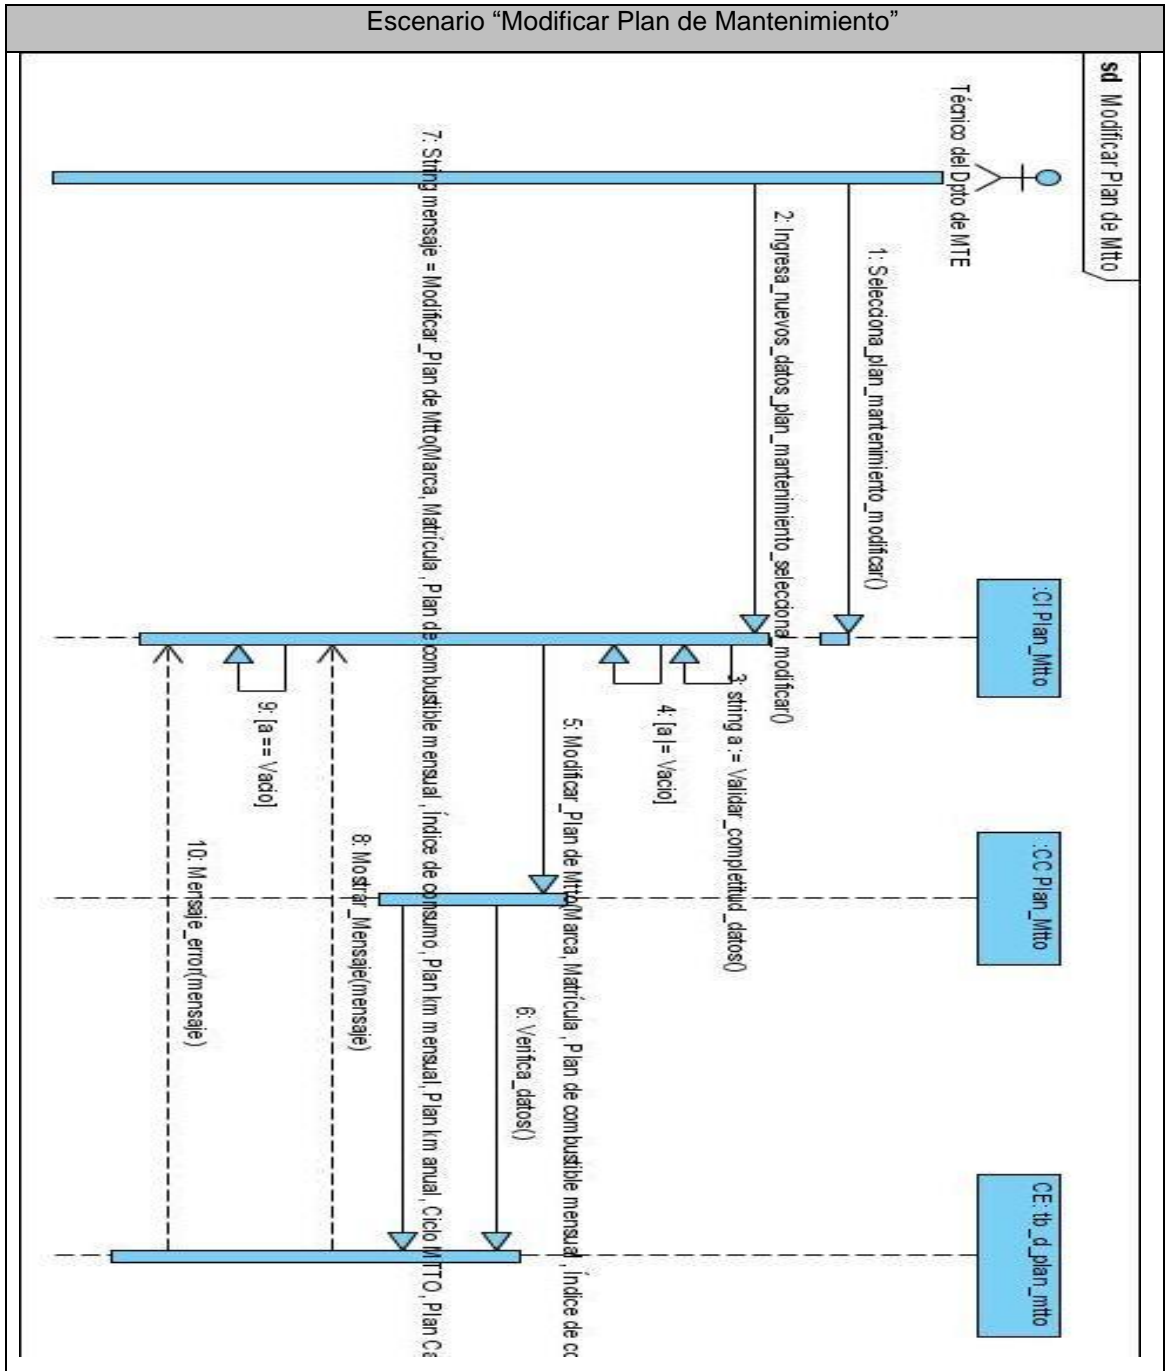 Escenario “Modificar Plan de Mantenimiento”
sd Modificar Plan de Mtto
Técnico del Dpto de MTE
:CI Plan_Mtto
:CC Plan_Mtto
CE: tb_d_plan_mtto
1: Selecciona_plan_mantenimiento_modificar()
2: Ingresa_nuevos_datos_plan_mantenimiento_selecciona_modificar()
3: string a := Validar_completitud_datos()
4: [a != Vacio]
5: Modificar_Plan de Mtto(Marca, Matrícula , Plan de combustible mensual , Índice de co
6: Verifica_datos()
7: String mensaje = Modificar_Plan de Mtto(Marca, Matrícula , Plan de combustible mensual , Índice de consumo, Plan km mensual, Plan km anual, Ciclo MTTO, Plan Ca
8: Mostrar_Mensaje(mensaje)
9: [a == Vacio]
10: Mensaje_error(mensaje)